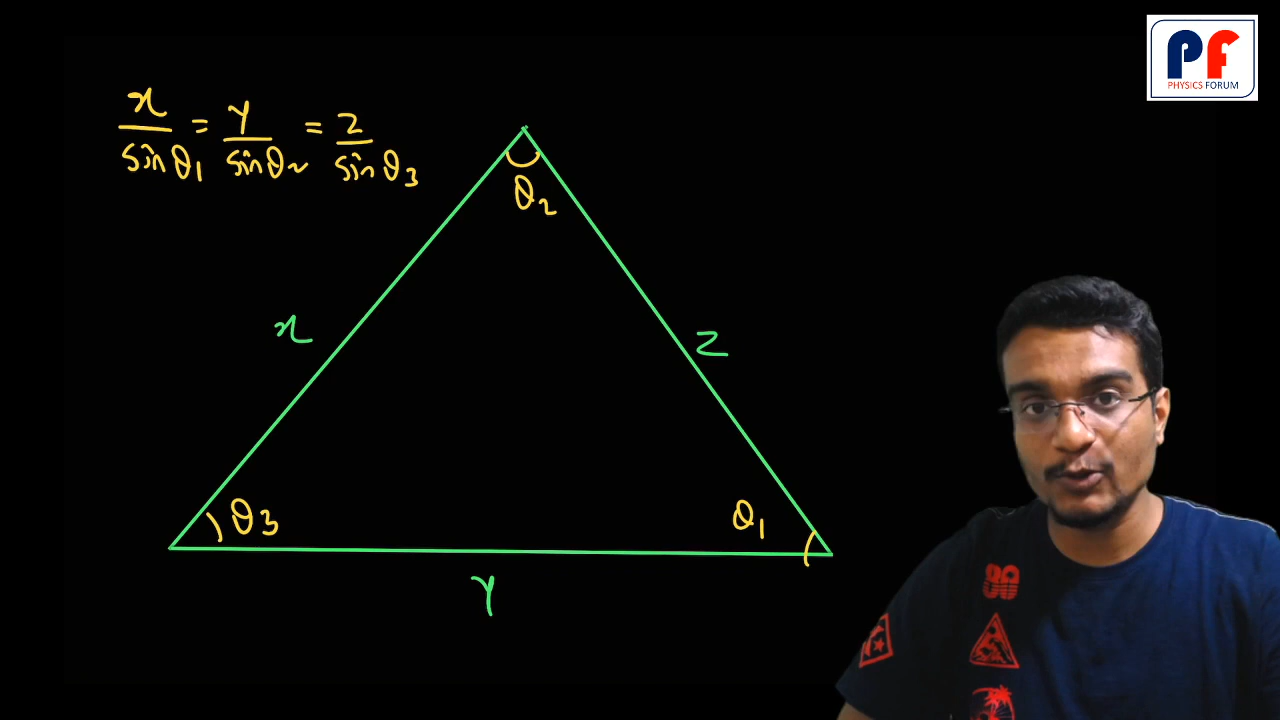 PF
PHYSICS FORUM
x/sinθ1 = y/sinθ2 = z/sinθ3
θ2
x
z
θ3
θ1
y